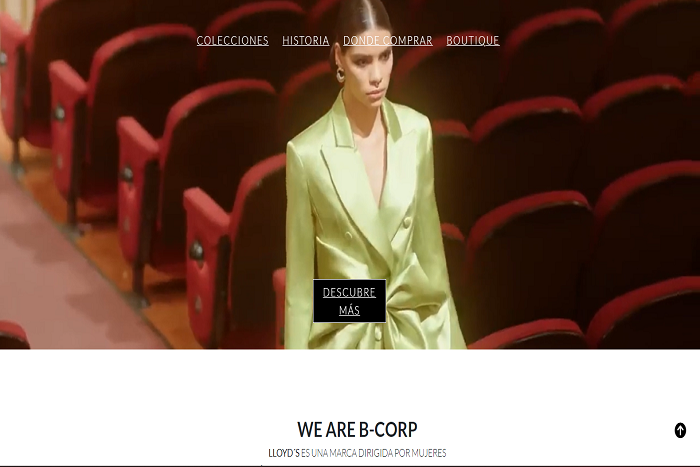 COLECCIONES HISTORIA DONDE COMPRAR BOUTIQUE
DESCUBRE
MÁS
WE ARE B-CORP
LLOYD´S ES UNA MARCA DIRIGIDA POR MUJERES